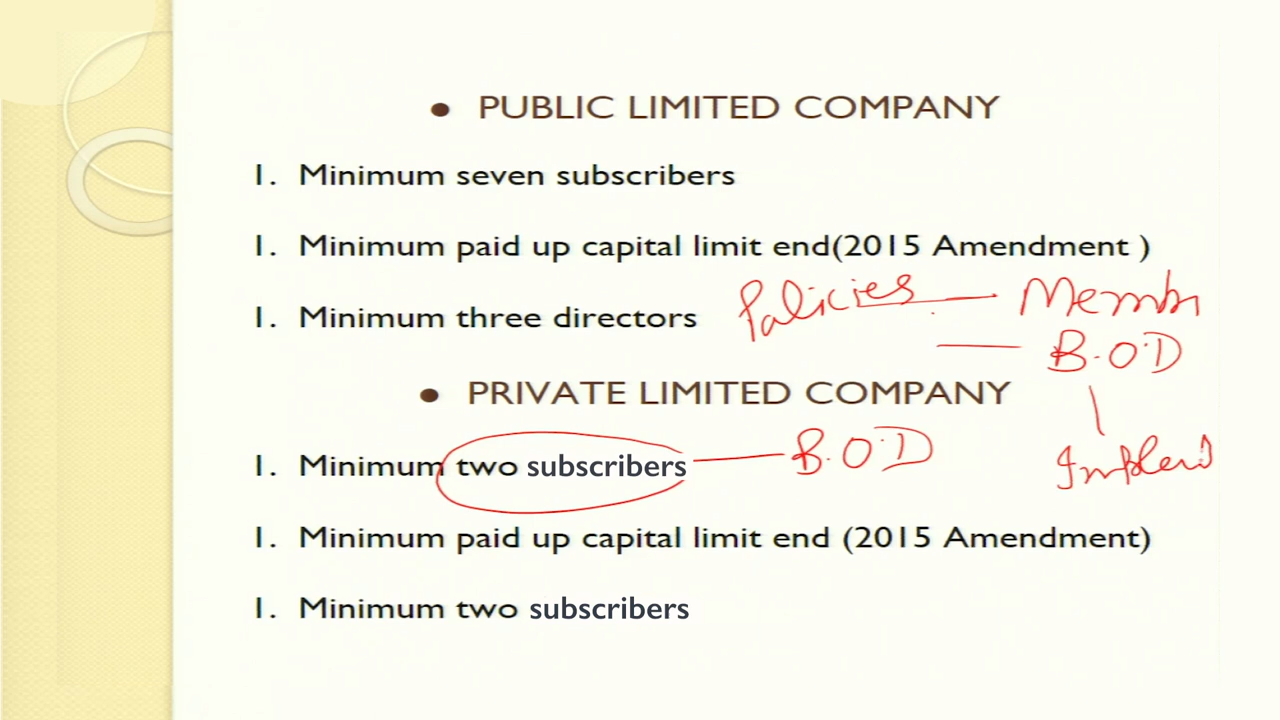 • PUBLIC LIMITED COMPANY
1. Minimum seven subscribers
1. Minimum paid up capital limit end(2015 Amendment )
1. Minimum three directors
Policies — Memb
— B.O.D
• PRIVATE LIMITED COMPANY
1. Minimum two subscribers — B.O.D
1. Minimum paid up capital limit end (2015 Amendment)
1. Minimum two subscribers